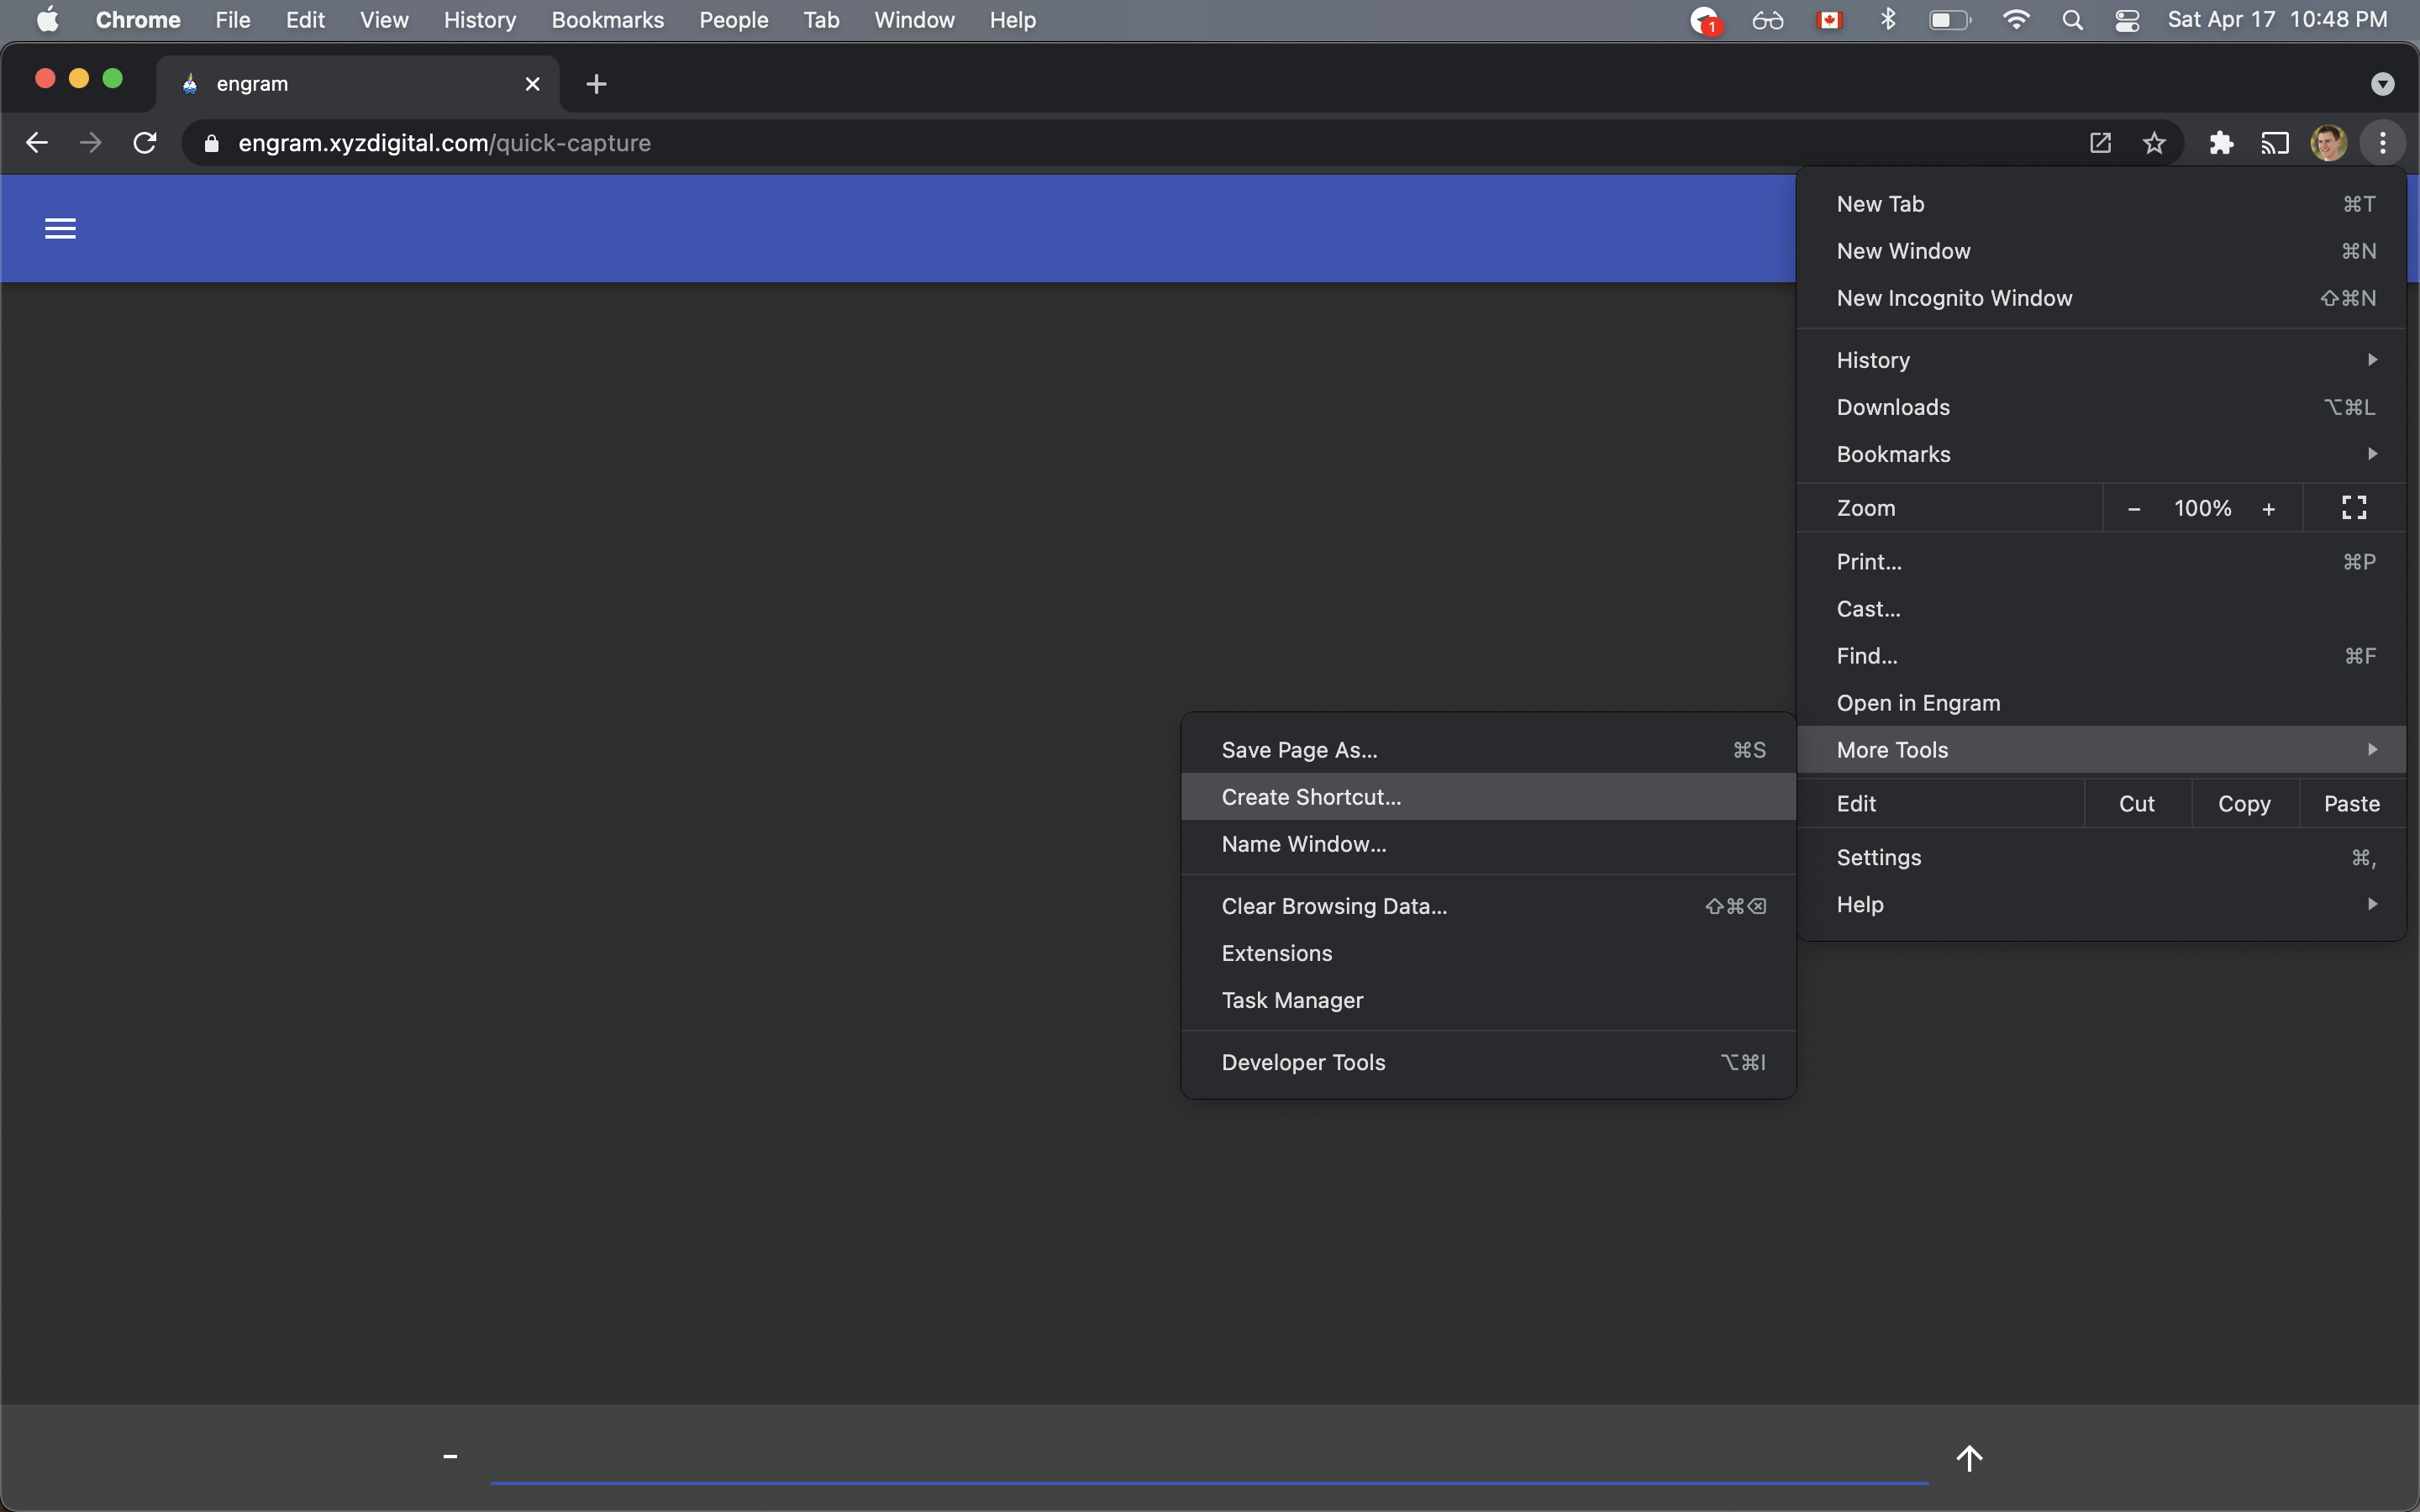 Chrome File Edit View History Bookmarks People Tab Window Help 1 Sat Apr 17 10:48 PM
engram
engram.xyzdigital.com/quick-capture
New Tab ⌘T
New Window ⌘N
New Incognito Window ⇧⌘N
History
Downloads ⌥⌘L
Bookmarks
Zoom − 100% +
Print... ⌘P
Cast...
Find... ⌘F
Open in Engram
More Tools
Edit Cut Copy Paste
Settings ⌘,
Help
Save Page As... ⌘S
Create Shortcut...
Name Window...
Clear Browsing Data... ⇧⌘⌫
Extensions
Task Manager
Developer Tools ⌥⌘I
-